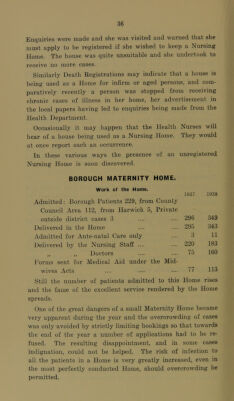 36
Enquiries were made and she was visited and warned that she
must apply to be registered if she wished to keep a Nursing
Home. The house was quite unsuitable and she undertook to
receive no more cases.
Similarly Death Registrations may indicate that a house is
being used as a Home for infirm or aged persons, and com-
paratively recently a person was stopped from receiving
chronic cases of illness in her home, her advertisement in
the local papers having led to enquiries being made from the
Health Department.
Occasionally it may happen that the Health Nurses will
hear of a house being used as a Nursing Home. They would
at once report such an occurrence.
In these various ways the presence of an unregistered
Nursing Home is soon discovered.
BOROUGH MATERNITY HOME.
Work of the Home.
1937 1938
Admitted: Borough Patients 229, from County
Council Area 112, from Harwich 5, Private
outside district cases 3 ... ... 296 349
Delivered in the Home ... ... 295 343
Admitted for Ante-natal Care only ... 3 11
Delivered by the Nursing Staff ... ... 220 183
„ „ Doctors ... ... 75 160
Forms sent for Medical Aid under the Mid-
wives Acts ... ... ... 77 113
Still the number of patients admitted to this Home rises
and the fame of the excellent service rendered by the Home
spreads.
One of the great dangers of a small Maternity Home became
very apparent during the year and the overcrowding of cases
was only avoided by strictly limiting bookings so that towards
the end of the year a number of applications had to be re-
fused. The resulting disappointment, and in some cases
indignation, could not be helped. The risk of infection to
all the patients in a Home is very greatly increased, even in
the most perfectly conducted Home, should overcrowding be
permitted.